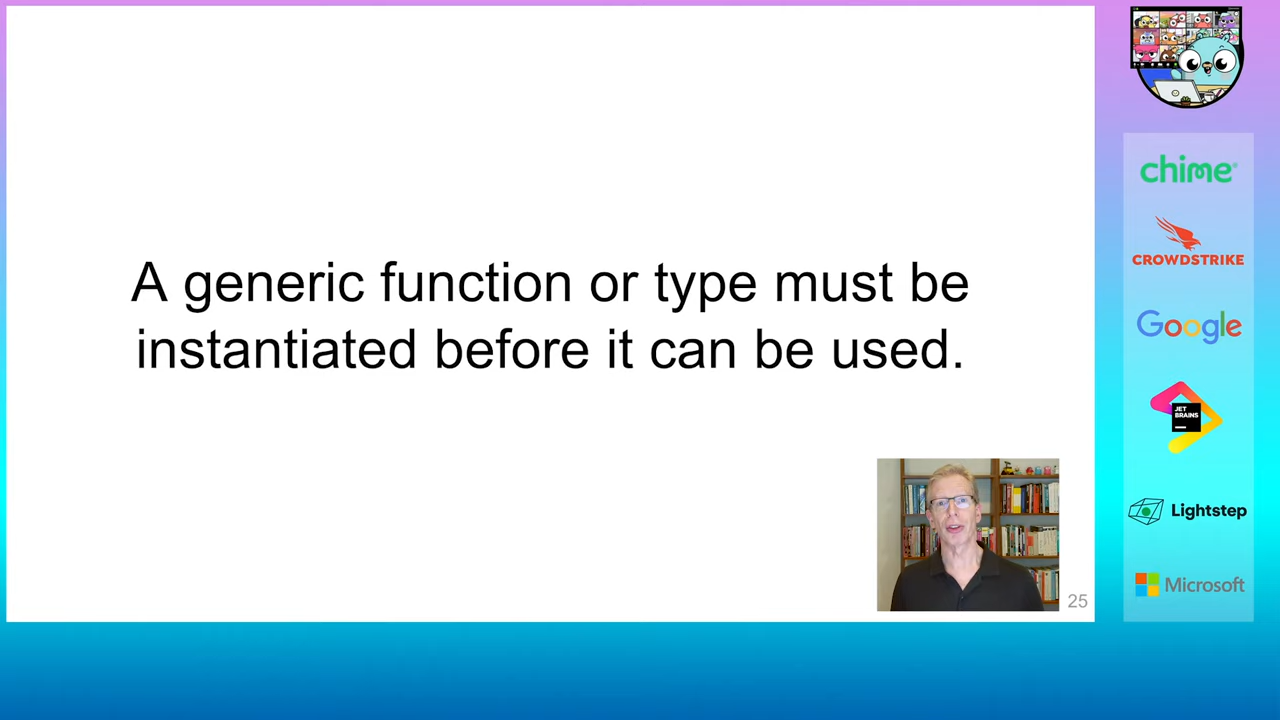 A generic function or type must be
instantiated before it can be used.
25
chime®
CROWDSTRIKE
Google
JET
BRAINS
Lightstep
Microsoft